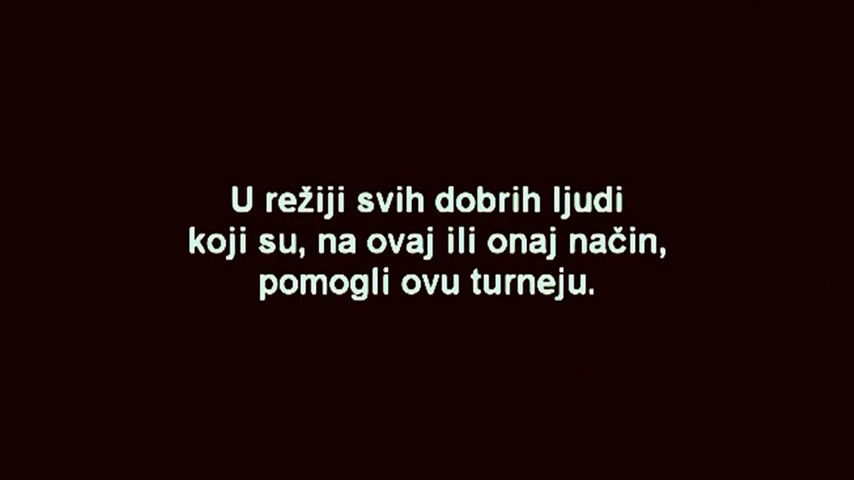 U režiji svih dobrih ljudi
koji su, na ovaj ili onaj način,
pomogli ovu turneju.